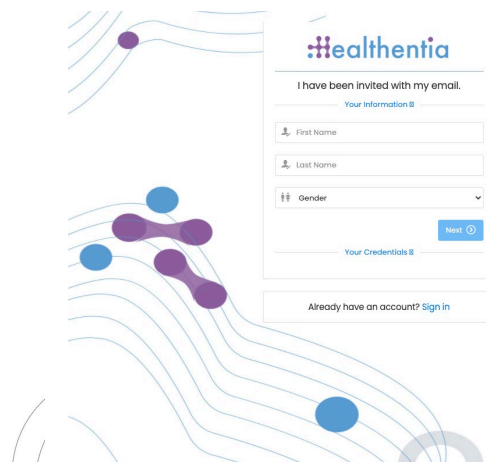 Healthentia
I have been invited with my email.
Your Information
First Name
Last Name
Gender
Next
Your Credentials
Already have an account? Sign in